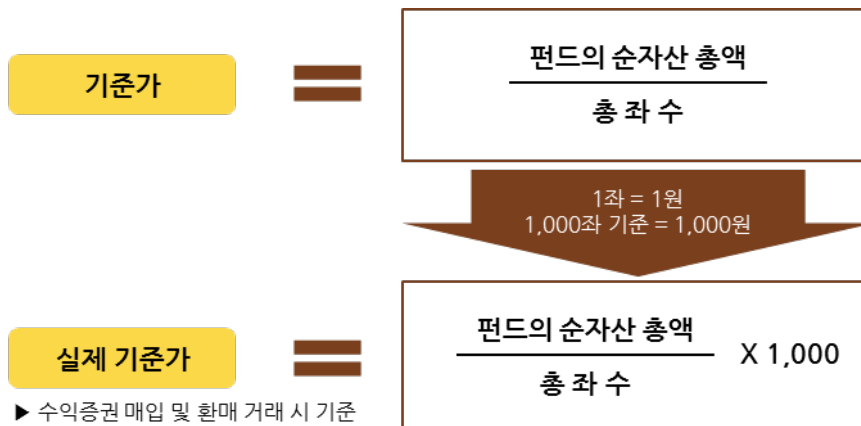 기준가
펀드의 순자산 총액
총 좌 수
1좌 = 1원
1,000좌 기준 = 1,000원
실제 기준가
펀드의 순자산 총액
총 좌 수
X 1,000
▶ 수익증권 매입 및 환매 거래 시 기준